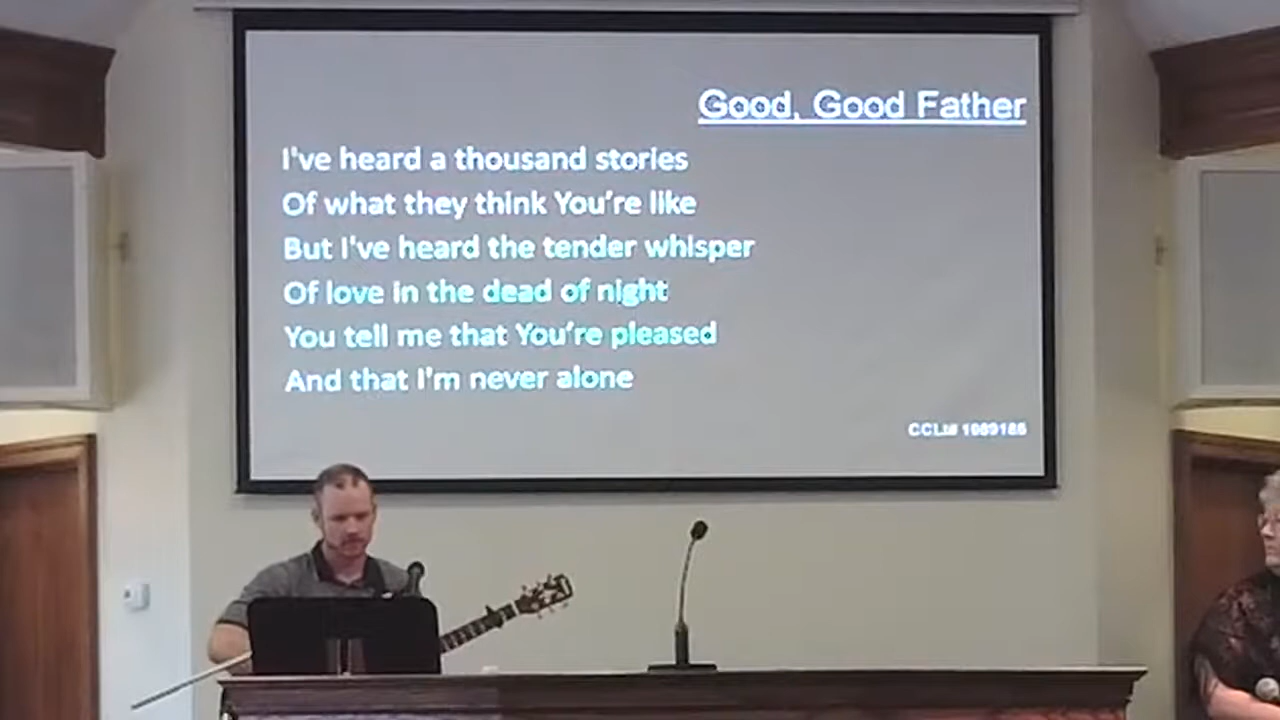 Good, Good Father
I've heard a thousand stories
Of what they think You're like
But I've heard the tender whisper
Of love in the dead of night
You tell me that You're pleased
And that I'm never alone
CCLI# 1989185